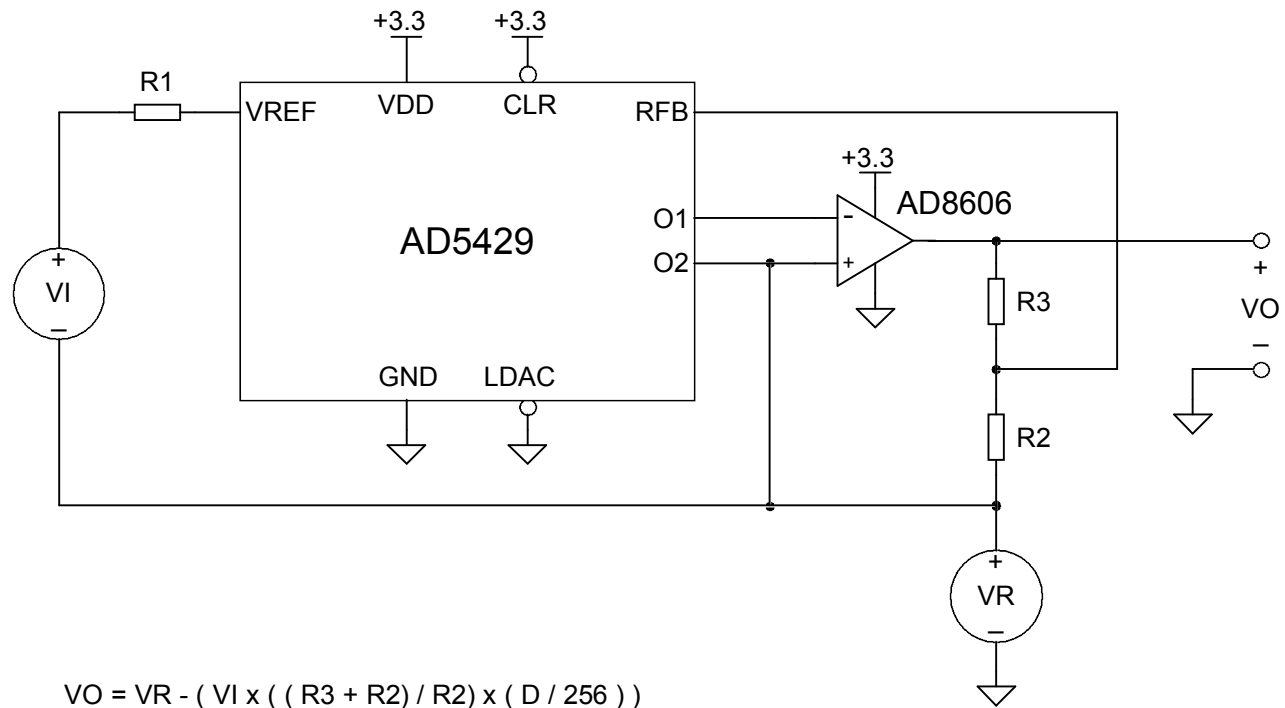 +3.3 +3.3
R1
VREF VDD CLR RFB
+3.3
AD8606
O1 -
AD5429
O2 +
+ VI −
R3
+ VO −
GND LDAC
R2
+ VR −
VO = VR - ( VI x ( ( R3 + R2) / R2) x ( D / 256 ) )